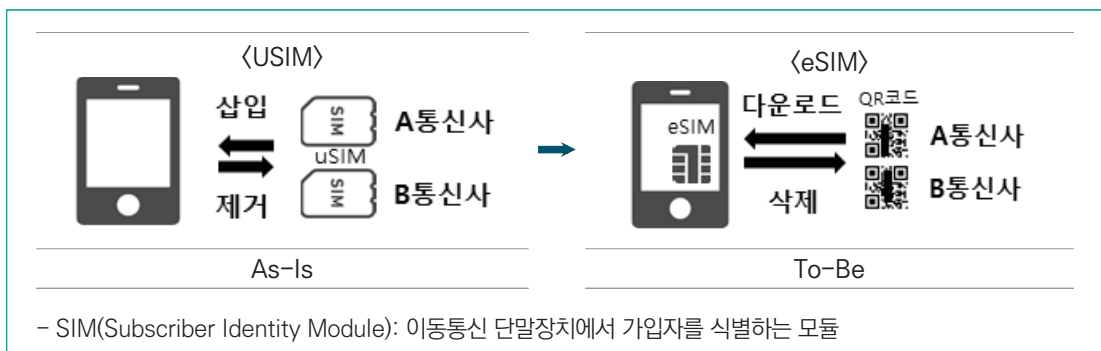 〈USIM〉
삽입
제거
SIM
uSIM
SIM
A통신사
B통신사
As-Is
〈eSIM〉
eSIM
다운로드
삭제
QR코드
A통신사
B통신사
To-Be
- SIM(Subscriber Identity Module): 이동통신 단말장치에서 가입자를 식별하는 모듈